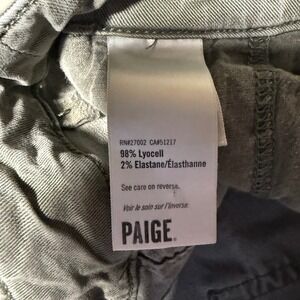 RN#27002 CA#51217
98% Lyocell
2% Elastane/Élasthanne
See care on reverse.
Voir le soin sur l'inverse.
PAIGE®